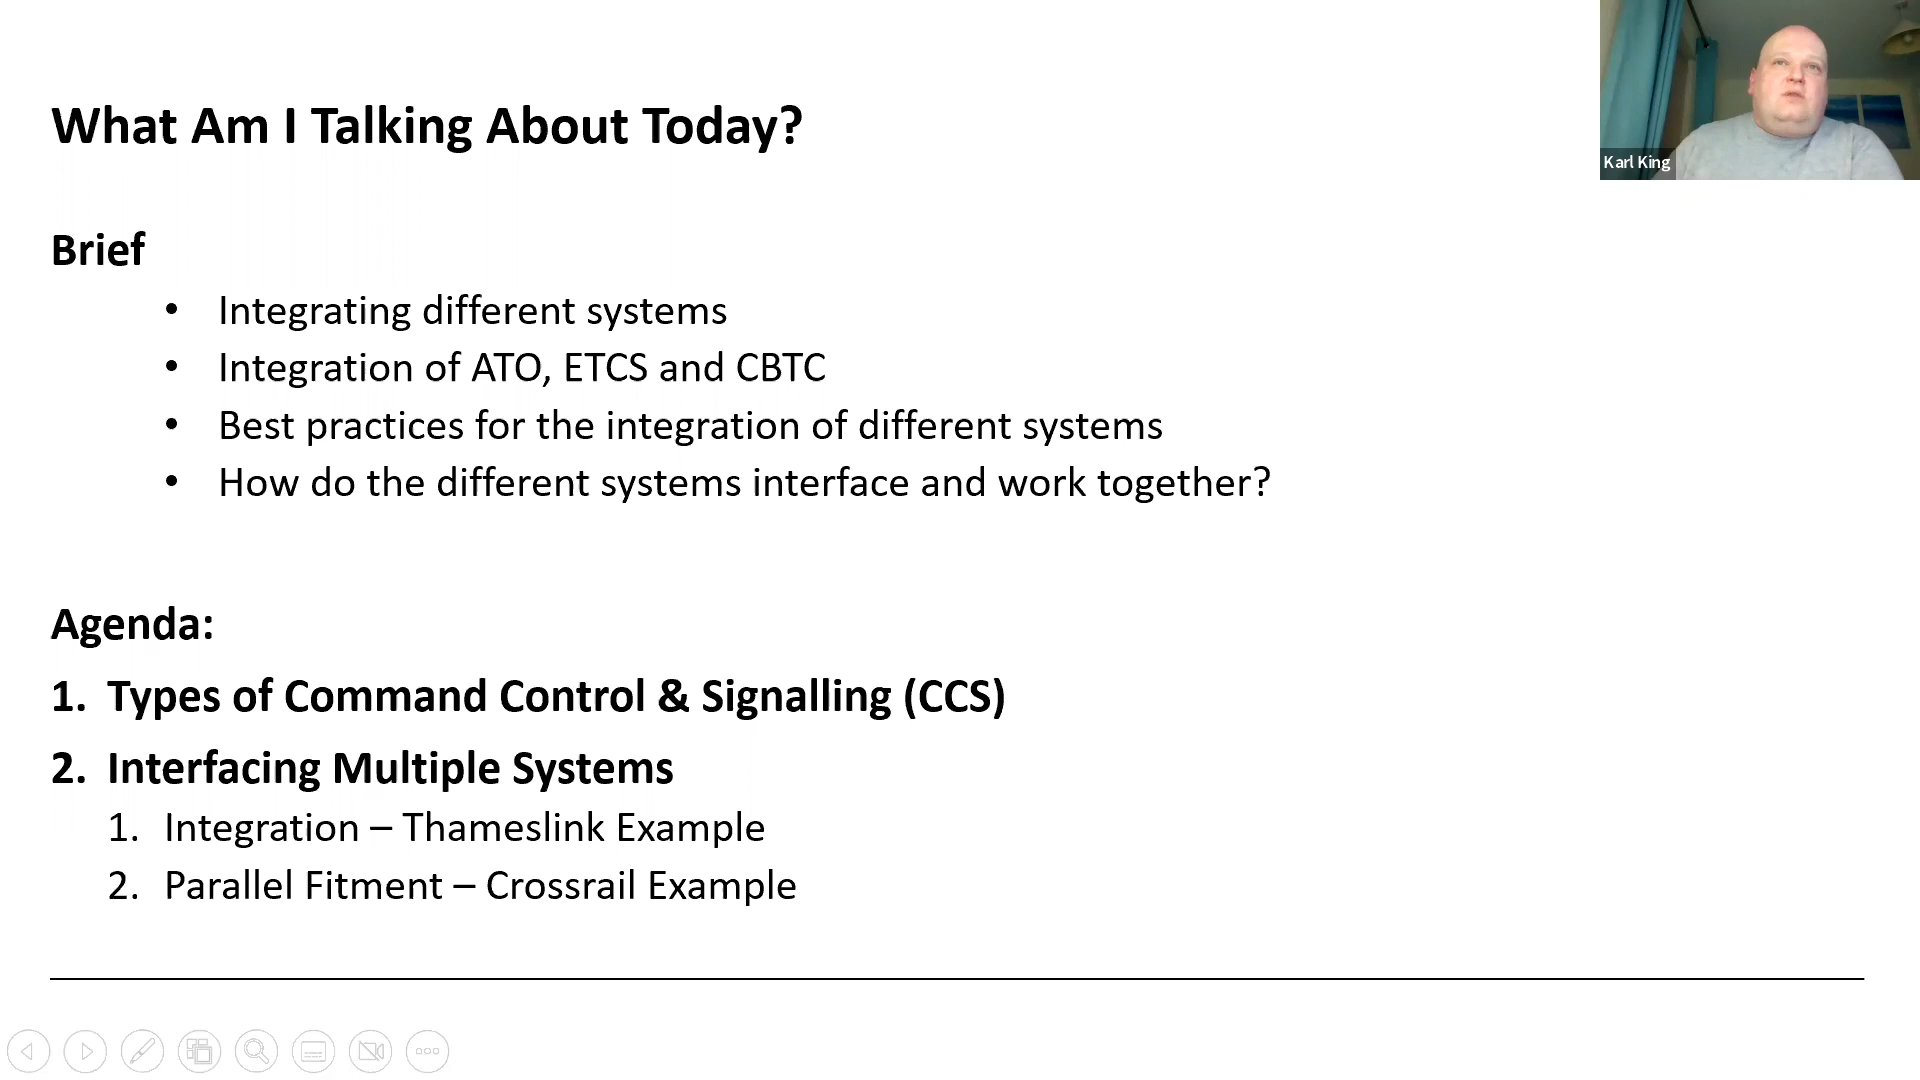 What Am I Talking About Today?
Karl King
Brief
• Integrating different systems
• Integration of ATO, ETCS and CBTC
• Best practices for the integration of different systems
• How do the different systems interface and work together?
Agenda:
1. Types of Command Control & Signalling (CCS)
2. Interfacing Multiple Systems
1. Integration – Thameslink Example
2. Parallel Fitment – Crossrail Example